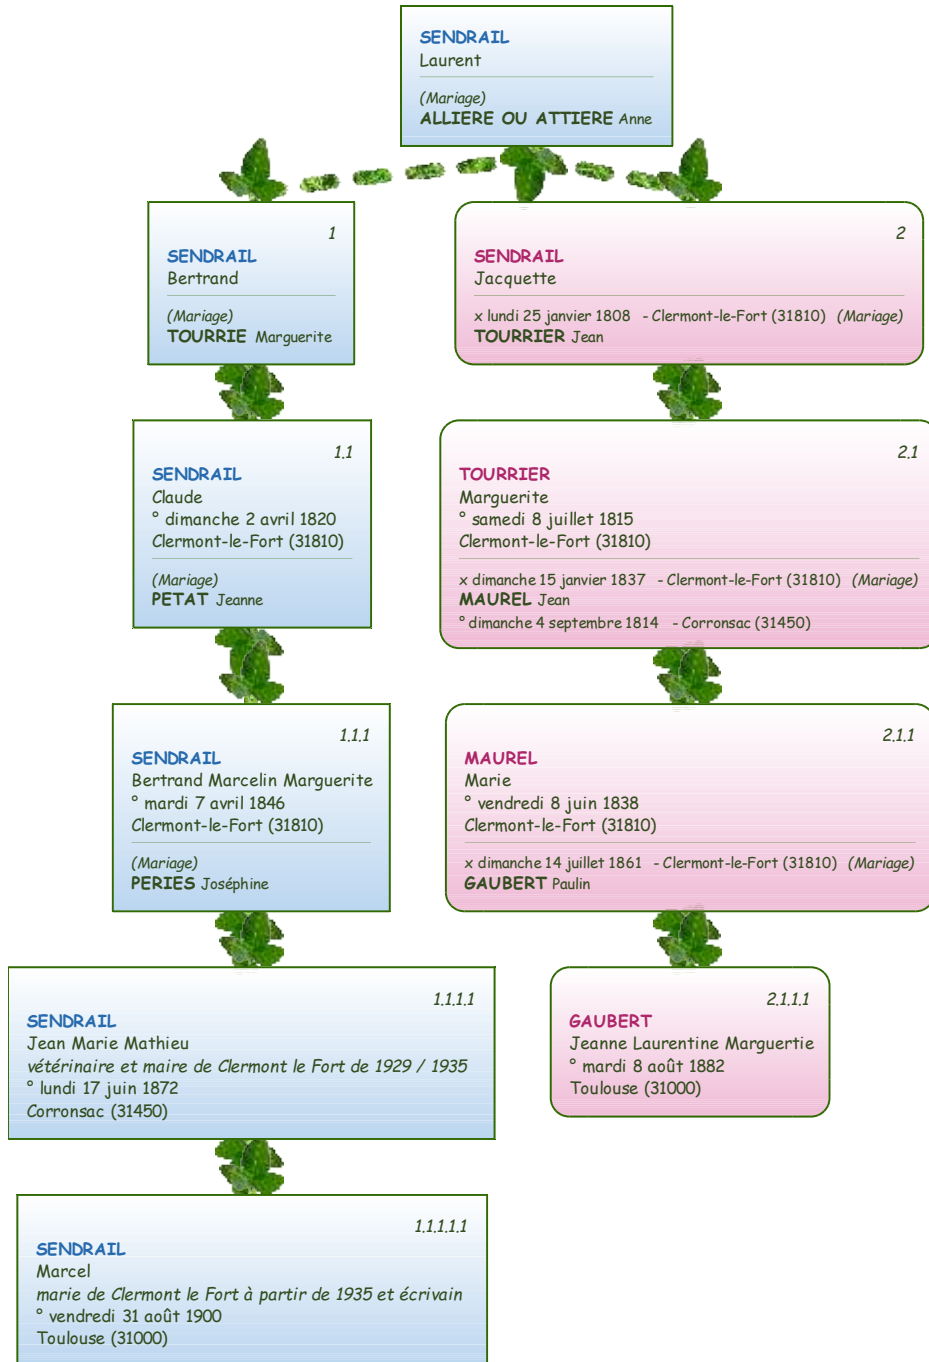 SENDRAIL
Laurent
(Mariage)
ALLIERE OU ATTIERE Anne
1
SENDRAIL
Bertrand
(Mariage)
TOURRIE Marguerite
2
SENDRAIL
Jacquette
x lundi 25 janvier 1808 - Clermont-le-Fort (31810) (Mariage)
TOURRIER Jean
1.1
SENDRAIL
Claude
° dimanche 2 avril 1820
Clermont-le-Fort (31810)
(Mariage)
PETAT Jeanne
2.1
TOURRIER
Marguerite
° samedi 8 juillet 1815
Clermont-le-Fort (31810)
x dimanche 15 janvier 1837 - Clermont-le-Fort (31810) (Mariage)
MAUREL Jean
° dimanche 4 septembre 1814 - Corronsac (31450)
1.1.1
SENDRAIL
Bertrand Marcelin Marguerite
° mardi 7 avril 1846
Clermont-le-Fort (31810)
(Mariage)
PERIES Joséphine
2.1.1
MAUREL
Marie
° vendredi 8 juin 1838
Clermont-le-Fort (31810)
x dimanche 14 juillet 1861 - Clermont-le-Fort (31810) (Mariage)
GAUBERT Paulin
1.1.1.1
SENDRAIL
Jean Marie Mathieu
vétérinaire et maire de Clermont le Fort de 1929 / 1935
° lundi 17 juin 1872
Corronsac (31450)
2.1.1.1
GAUBERT
Jeanne Laurentine Marguertie
° mardi 8 août 1882
Toulouse (31000)
1.1.1.1.1
SENDRAIL
Marcel
marie de Clermont le Fort à partir de 1935 et écrivain
° vendredi 31 août 1900
Toulouse (31000)